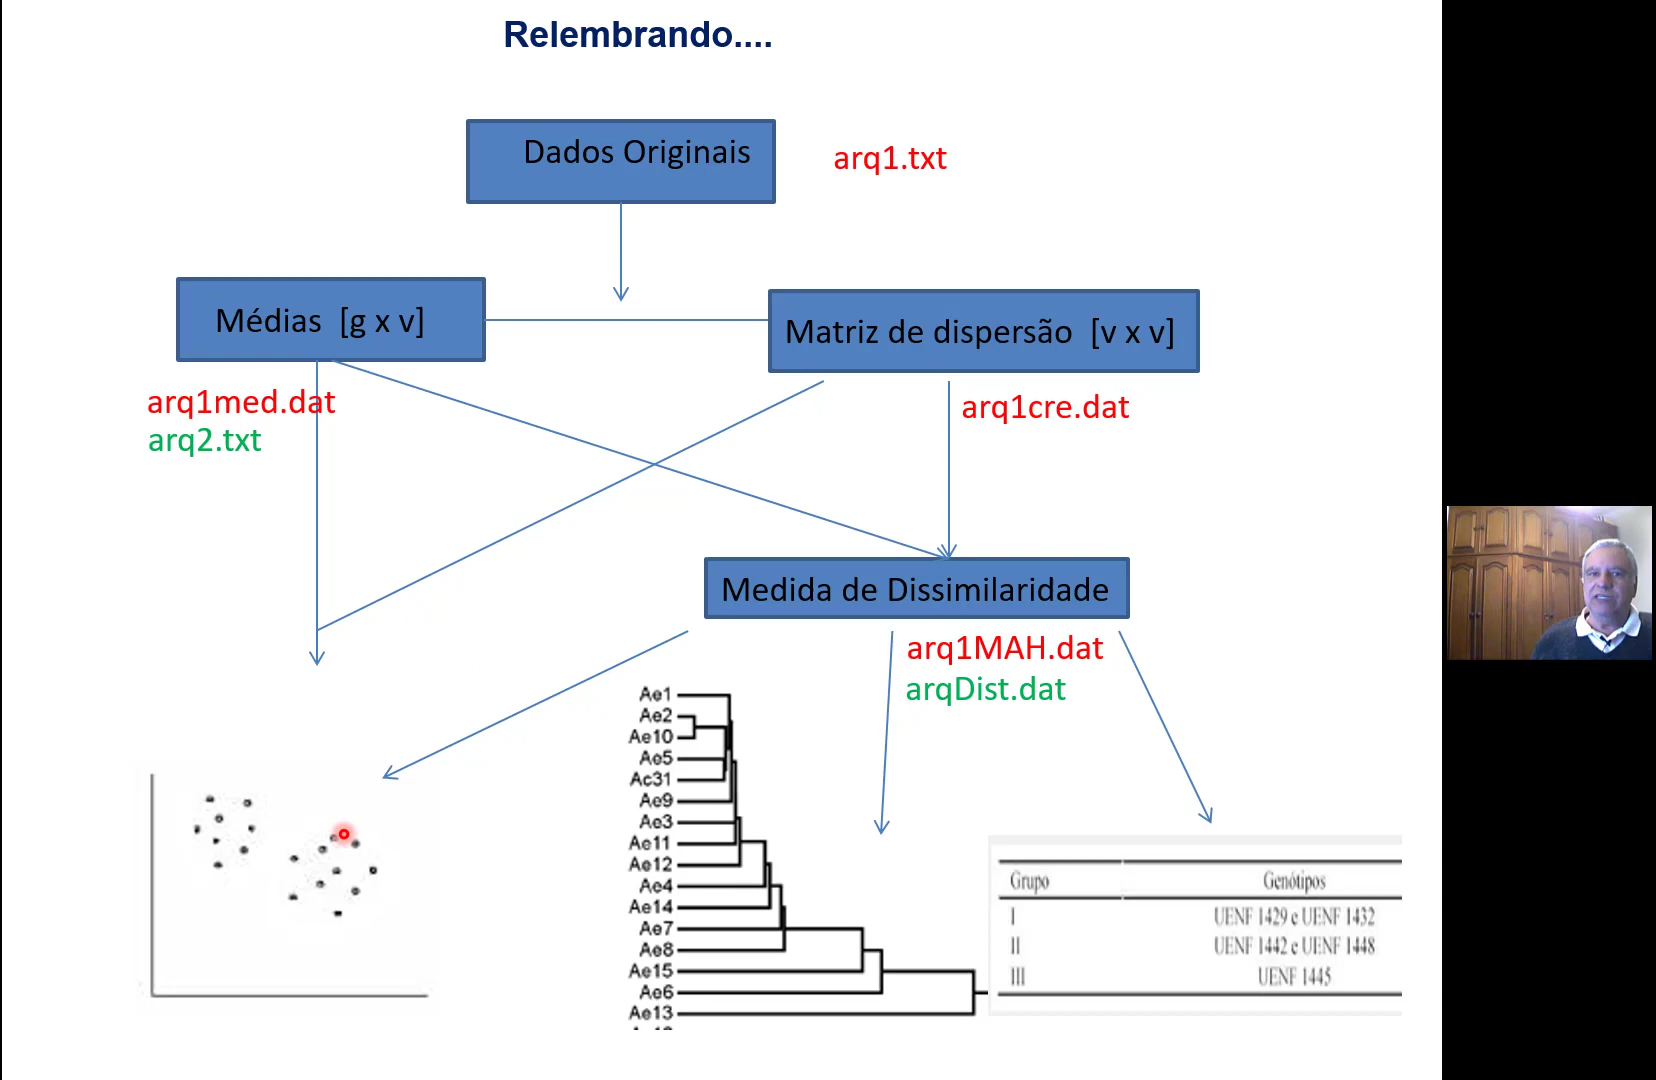 Relembrando....
Dados Originais
arq1.txt
Médias [g x v]
Matriz de dispersão [v x v]
arq1med.dat
arq2.txt
arq1cre.dat
Medida de Dissimilaridade
arq1MAH.dat
arqDist.dat
Ae1
Ae2
Ae10
Ae5
Ac31
Ae9
Ae3
Ae11
Ae12
Ae4
Ae14
Ae7
Ae8
Ae15
Ae6
Ae13
Grupo Genótipos
I UENF 1429 e UENF 1432
II UENF 1442 e UENF 1448
III UENF 1445